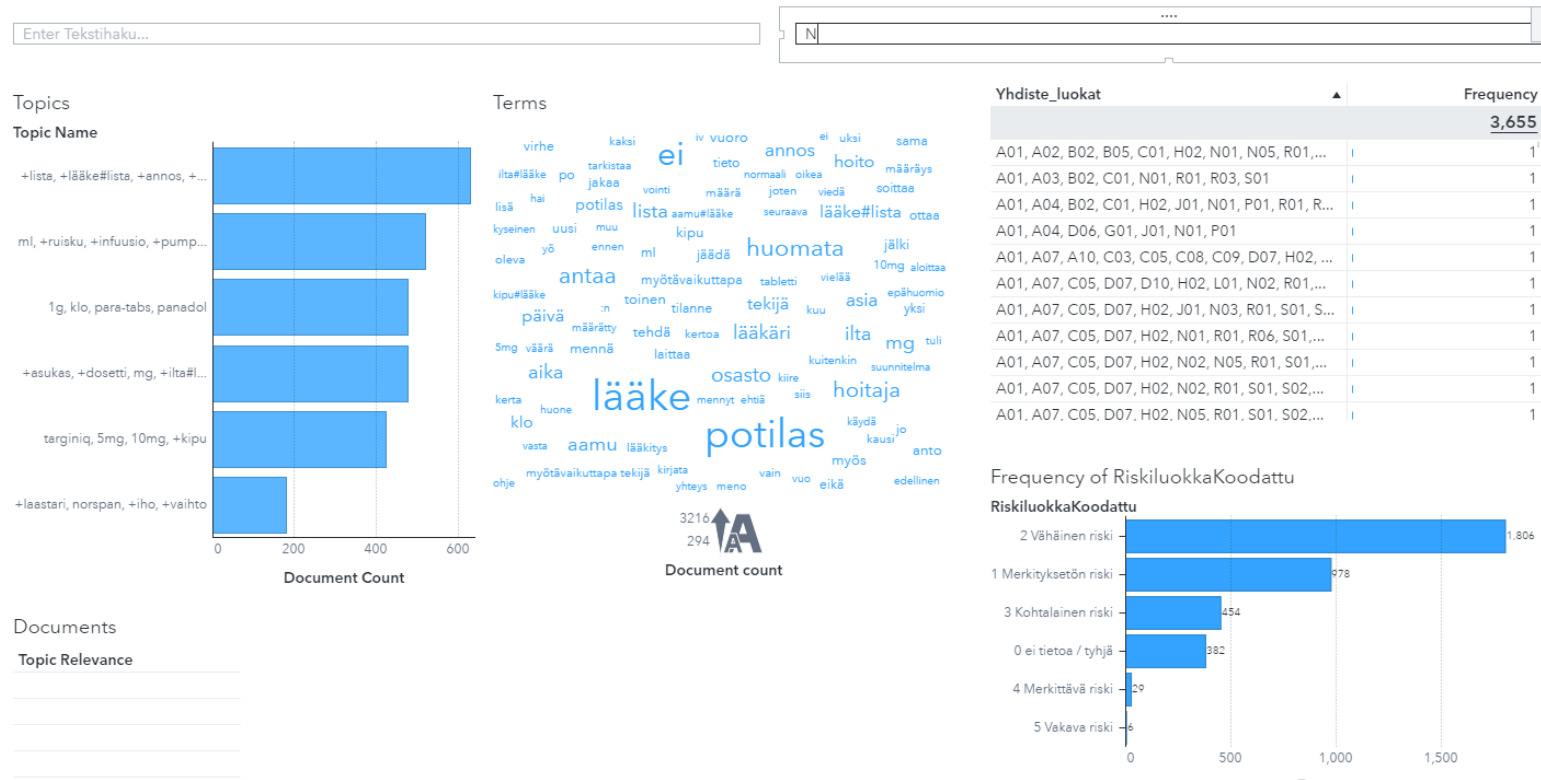 Enter Tekstihaku...
N
Topics
Topic Name
+lista, +lääke#lista, +annos, +...
ml, +ruisku, +infuusio, +pump...
1g, klo, para-tabs, panadol
+asukas, +dosetti, mg, +ilta#l...
targiniq, 5mg, 10mg, +kipu
+laastari, norspan, +iho, +vaihto
0 200 400 600
Document Count
Terms
virhe kaksi iv vuoro ei uksi sama
ei tieto annos hoito
tarkistaa normaali oikea määräys
ilta#lääke po jakaa vointi määrä joten viedä soittaa
lisä hai potilas lista aamu#lääke seuraava lääke#lista ottaa
kyseinen uusi muu kipu
yö ennen ml jäädä huomata jälki
oleva antaa myötävaikuttapa tabletti vielää 10mg aloittaa
kipu#lääke :n toinen tilanne tekijä kuu asia epähuomio yksi
päivä määrätty tehdä kertoa lääkäri ilta mg tuli
5mg väärä mennä laittaa kuitenkin suunnitelma
aika osasto kiire
kerta huone lääke mennyt ehtiä siis hoitaja
klo potilas käydä kausi jo
vasta aamu lääkitys myös anto
myötävaikuttapa tekijä kirjata vain vuo eikä edellinen
ohje yhteys meno
3216
294
A A
Document count
Yhdiste_luokat Frequency
3,655
A01, A02, B02, B05, C01, H02, N01, N05, R01,... 1
A01, A03, B02, C01, N01, R01, R03, S01 1
A01, A04, B02, C01, H02, J01, N01, P01, R01, R... 1
A01, A04, D06, G01, J01, N01, P01 1
A01, A07, A10, C03, C05, C08, C09, D07, H02, ... 1
A01, A07, C05, D07, D10, H02, L01, N02, R01,... 1
A01, A07, C05, D07, H02, J01, N03, R01, S01, S... 1
A01, A07, C05, D07, H02, N01, R01, R06, S01,... 1
A01, A07, C05, D07, H02, N02, N05, R01, S01,... 1
A01, A07, C05, D07, H02, N02, R01, S01, S02,... 1
A01, A07, C05, D07, H02, N05, R01, S01, S02,... 1
Frequency of RiskiluokkaKoodattu
RiskiluokkaKoodattu
2 Vähäinen riski 1,806
1 Merkityksetön riski 978
3 Kohtalainen riski 454
0 ei tietoa / tyhjä 382
4 Merkittävä riski 29
5 Vakava riski 6
0 500 1,000 1,500
Documents
Topic Relevance